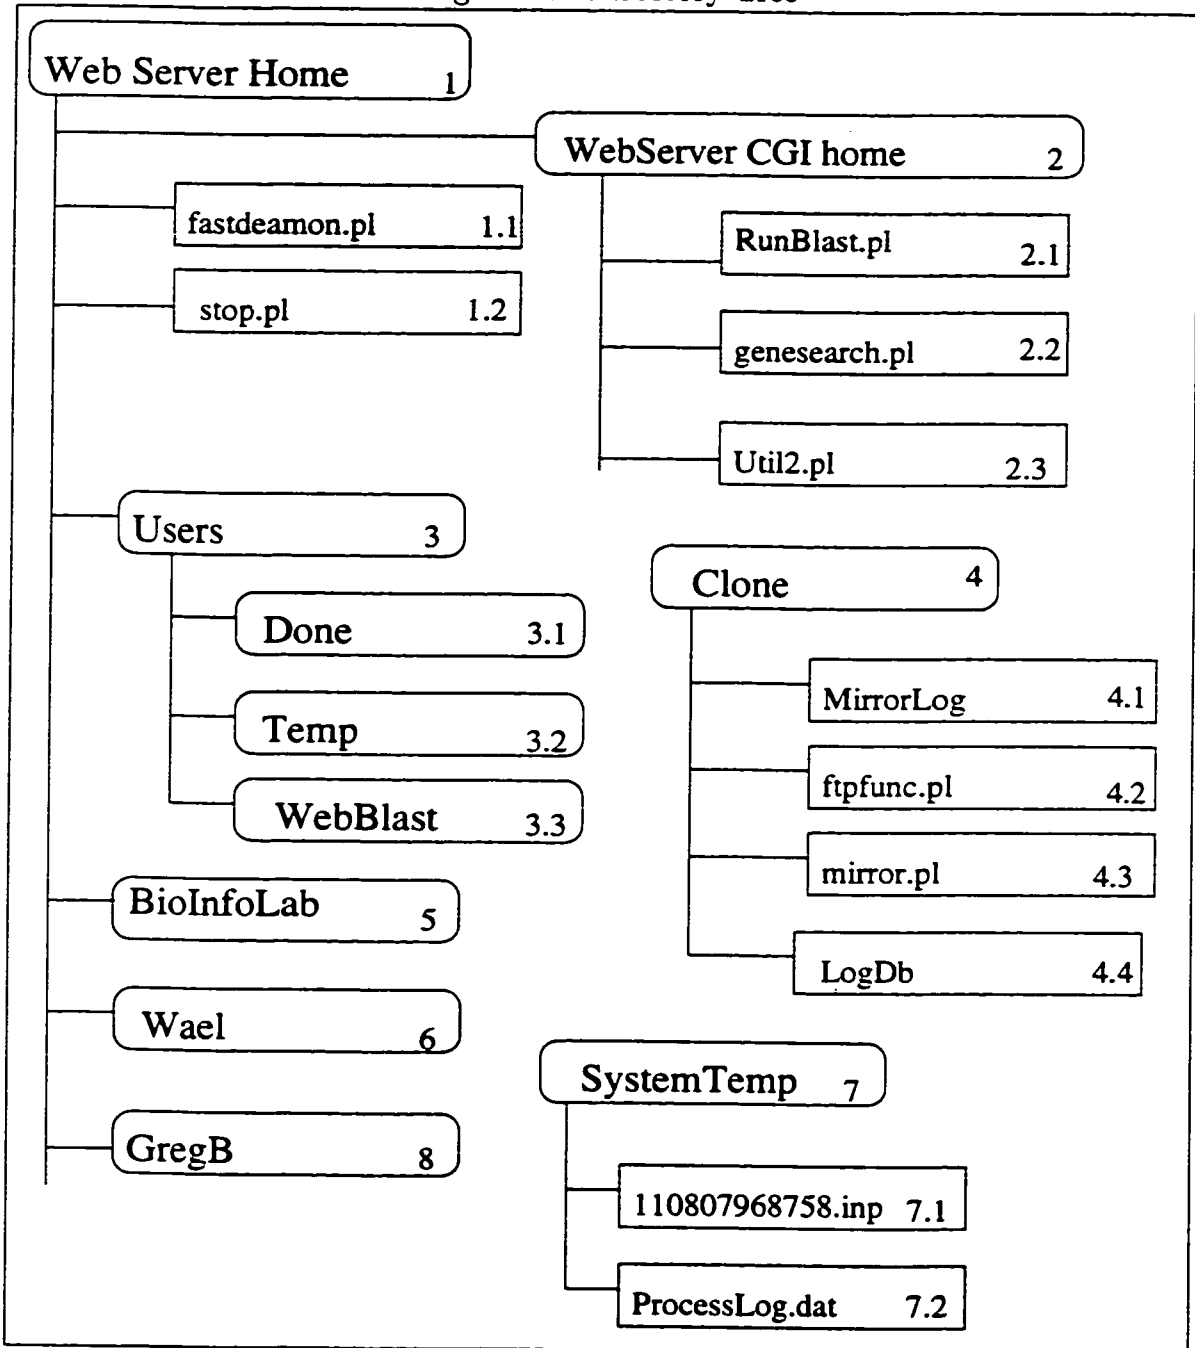 Web Server Home 1
WebServer CGI home 2
fastdeamon.pl 1.1
stop.pl 1.2
RunBlast.pl 2.1
genesearch.pl 2.2
Util2.pl 2.3
Users 3
Done 3.1
Temp 3.2
WebBlast 3.3
Clone 4
MirrorLog 4.1
ftpfunc.pl 4.2
mirror.pl 4.3
LogDb 4.4
BioInfoLab 5
Wael 6
GregB 8
SystemTemp 7
110807968758.inp 7.1
ProcessLog.dat 7.2